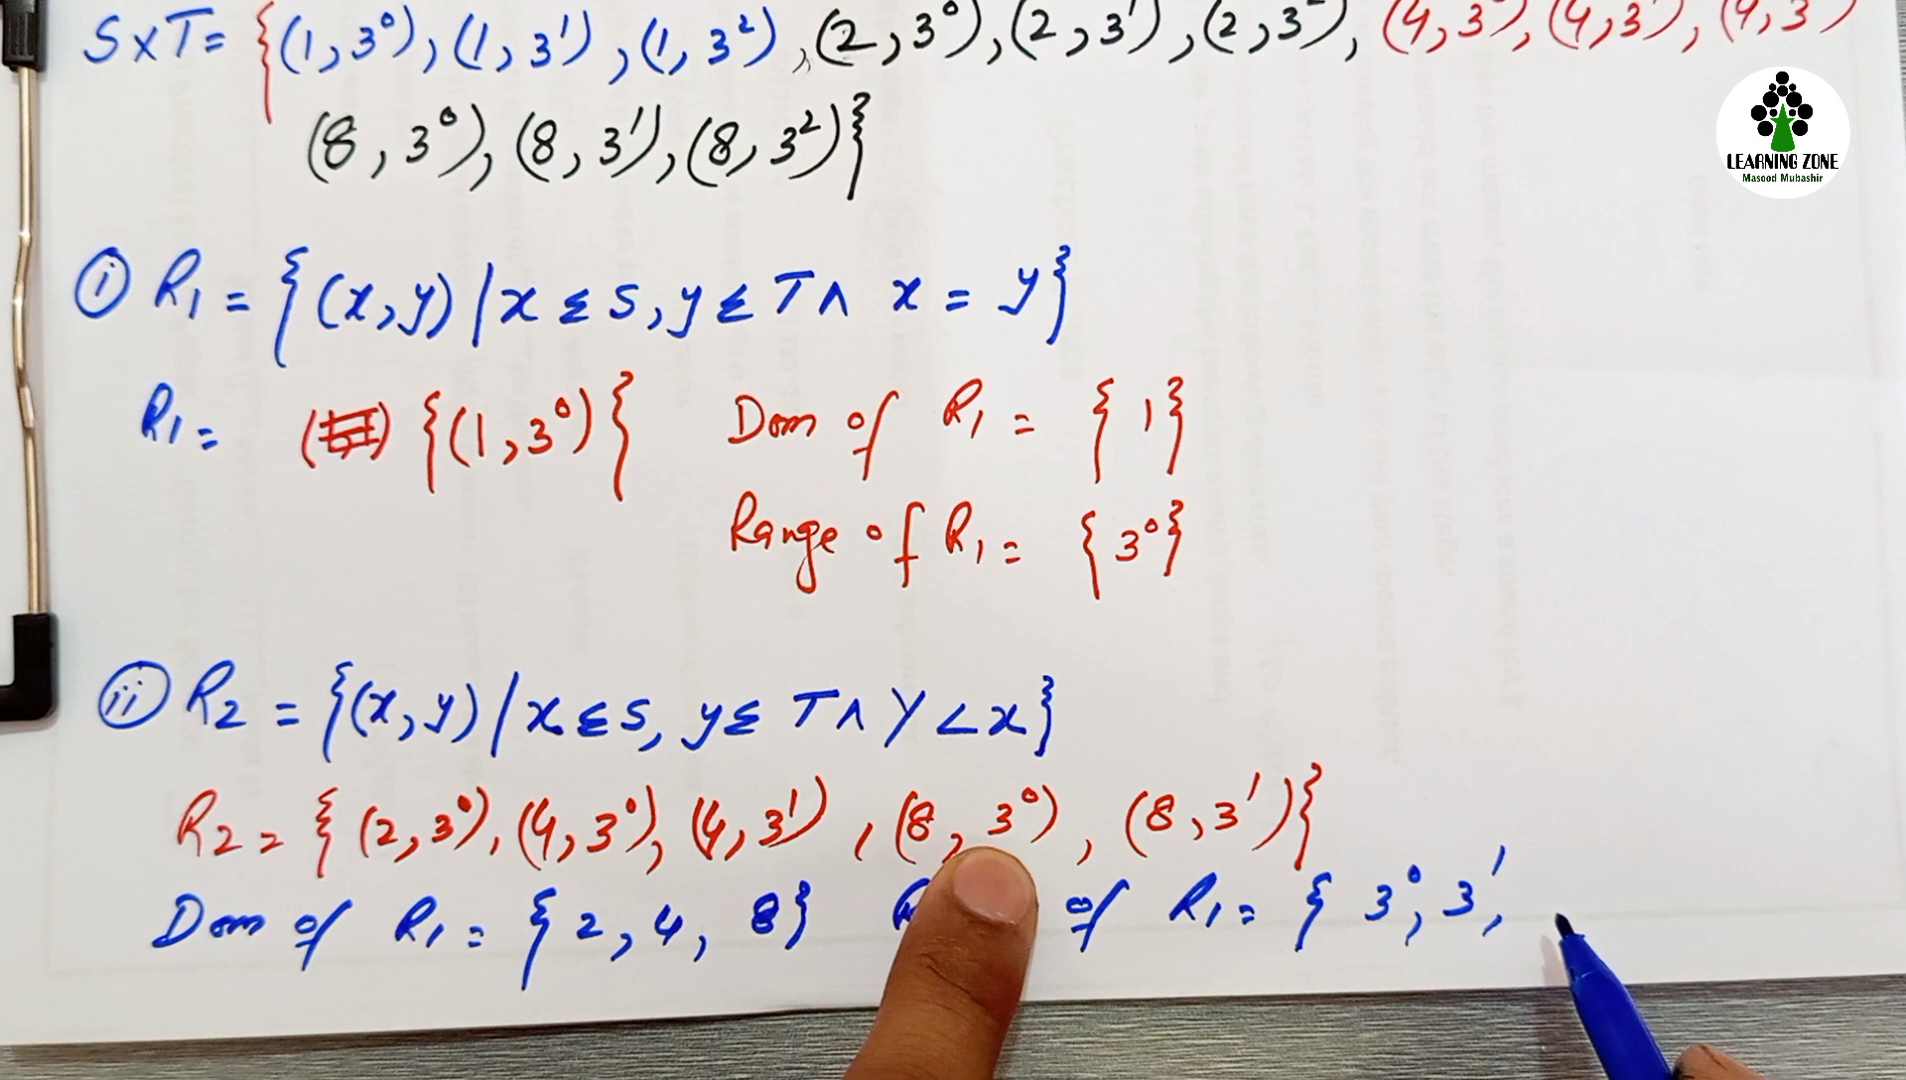 S×T= {(1,3⁰), (1,3¹), (1,3²), (2,3⁰), (2,3¹), (2,3²), (4,3⁰), (4,3¹), (4,3
(8,3⁰), (8,3¹), (8,3²)}
LEARNING ZONE
Masood Mubashir
(i) R₁ = {(x,y)/x∈S, y∈T∧ x = y}
R₁= {(1,3⁰)} Dom of R₁ = {1}
Range of R₁ = {3⁰}
(ii) R₂ = {(x,y)/x∈S, y∈T∧ Y<x}
R₂ = {(2,3⁰), (4,3⁰), (4,3¹), (8,3⁰), (8,3¹)}
Dom of R₁ = {2, 4, 8} of R₁ = {3⁰, 3¹,